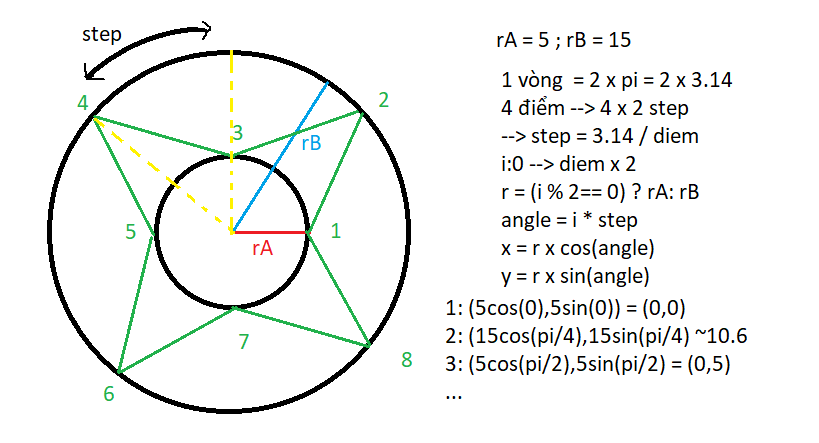 step
rA = 5 ; rB = 15
1 vòng = 2 x pi = 2 x 3.14
4 điểm --> 4 x 2 step
--> step = 3.14 / diem
i:0 --> diem x 2
r = (i % 2== 0) ? rA: rB
angle = i * step
x = r x cos(angle)
y = r x sin(angle)
1: (5cos(0),5sin(0)) = (0,0)
2: (15cos(pi/4),15sin(pi/4) ~10.6
3: (5cos(pi/2),5sin(pi/2) = (0,5)
...
4
2
3
rB
5
1
rA
7
8
6